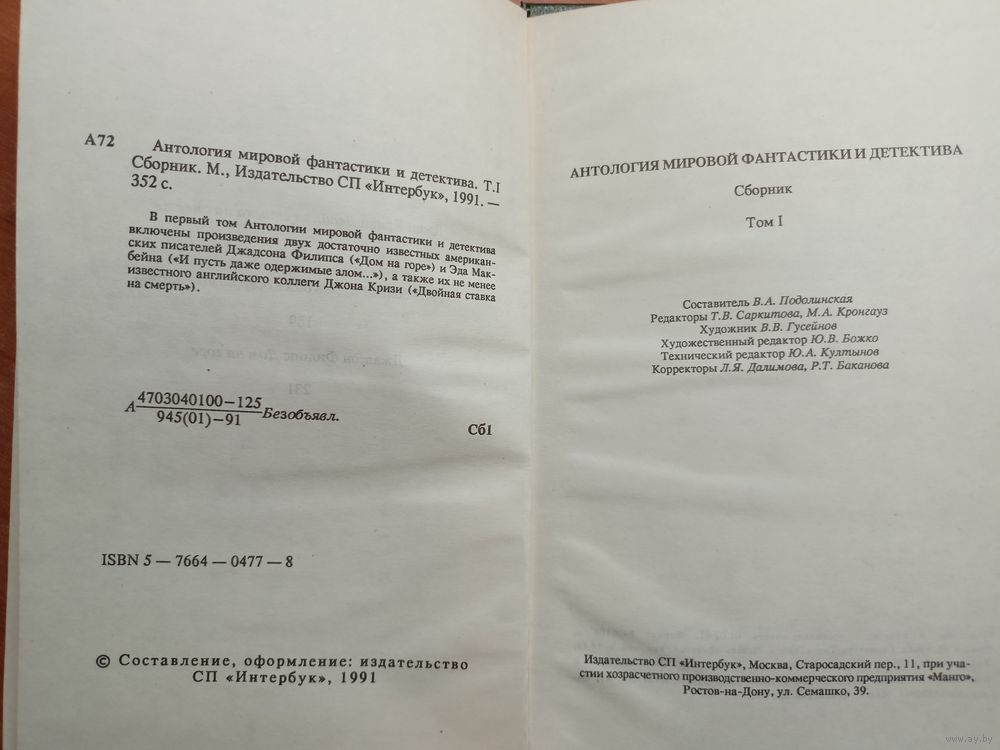 А72
Антология мировой фантастики и детектива. Т.I
Сборник. М., Издательство СП «Интербук», 1991. —
352 с.
В первый том Антологии мировой фантастики и детектива
включены произведения двух достаточно известных американ-
ских писателей Джадсона Филипса («Дом на горе») и Эда Мак-
бейна («И пусть даже одержимые злом...»), а также их не менее
известного английского коллеги Джона Кризи («Двойная ставка
на смерть»).
А 4703040100—125
945(01)—91 Безобъявл.
Сб1
ISBN 5 — 7664 — 0477 — 8
© Составление, оформление: издательство
СП «Интербук», 1991
АНТОЛОГИЯ МИРОВОЙ ФАНТАСТИКИ И ДЕТЕКТИВА
Сборник
Том I
Составитель В.А. Подолинская
Редакторы Т.В. Саркитова, М.А. Кронгауз
Художник В.В. Гусейнов
Художественный редактор Ю.В. Божко
Технический редактор Ю.А. Култынов
Корректоры Л.Я. Далимова, Р.Т. Баканова
Издательство СП «Интербук», Москва, Старосадский пер., 11, при уча-
стии хозрасчетного производственно-коммерческого предприятия «Манго»,
Ростов-на-Дону, ул. Семашко, 39.
www.ay.by